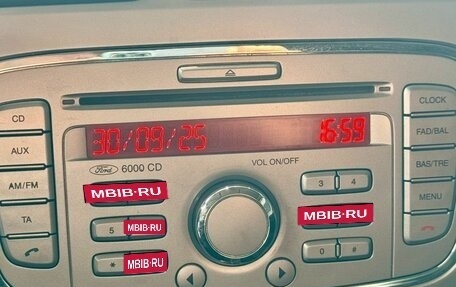 CD
CLOCK
30/09/25 16:59
AUX
FAD/BAL
Ford 6000 CD
VOL ON/OFF
BAS/TRE
AM/FM
MBIB·RU
3 4
MENU
TA
5 MBIB·RU
MBIB·RU
* MBIB·RU
0 #